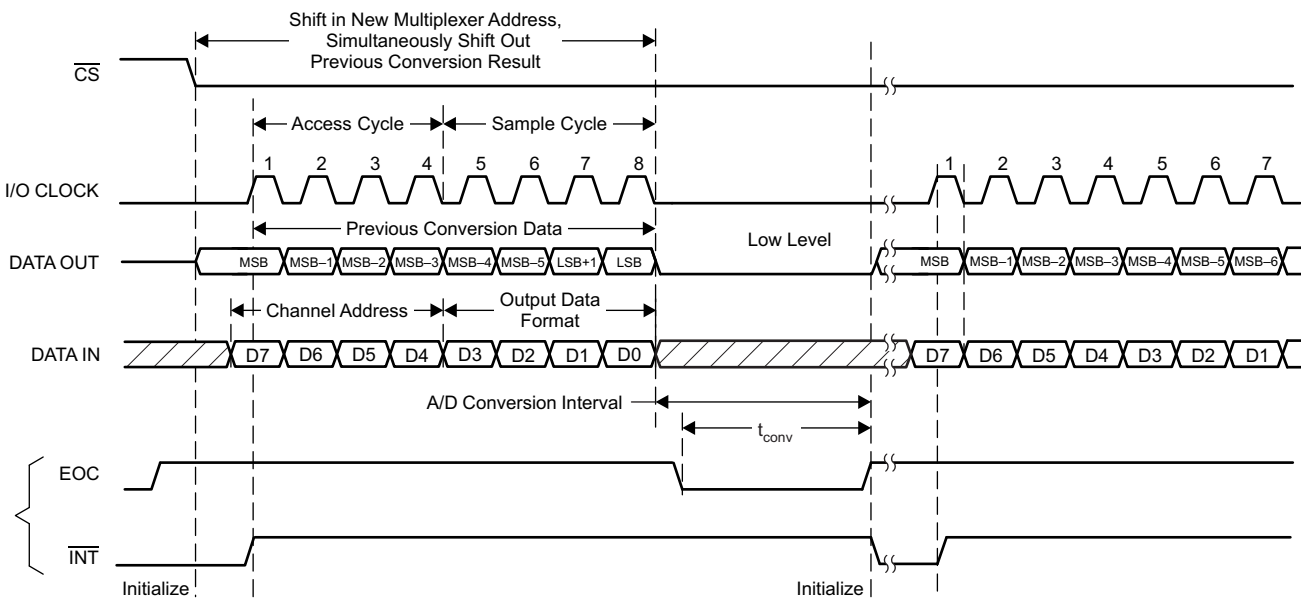 Shift in New Multiplexer Address,
Simultaneously Shift Out
Previous Conversion Result
CS
Access Cycle
Sample Cycle
1 2 3 4 5 6 7 8 1 2 3 4 5 6 7
I/O CLOCK
Previous Conversion Data
Low Level
DATA OUT
MSB MSB–1 MSB–2 MSB–3 MSB–4 MSB–5 LSB+1 LSB MSB MSB–1 MSB–2 MSB–3 MSB–4 MSB–5 MSB–6
Channel Address
Output Data
Format
DATA IN
D7 D6 D5 D4 D3 D2 D1 D0 D7 D6 D5 D4 D3 D2 D1
A/D Conversion Interval
tconv
EOC
INT
Initialize
Initialize